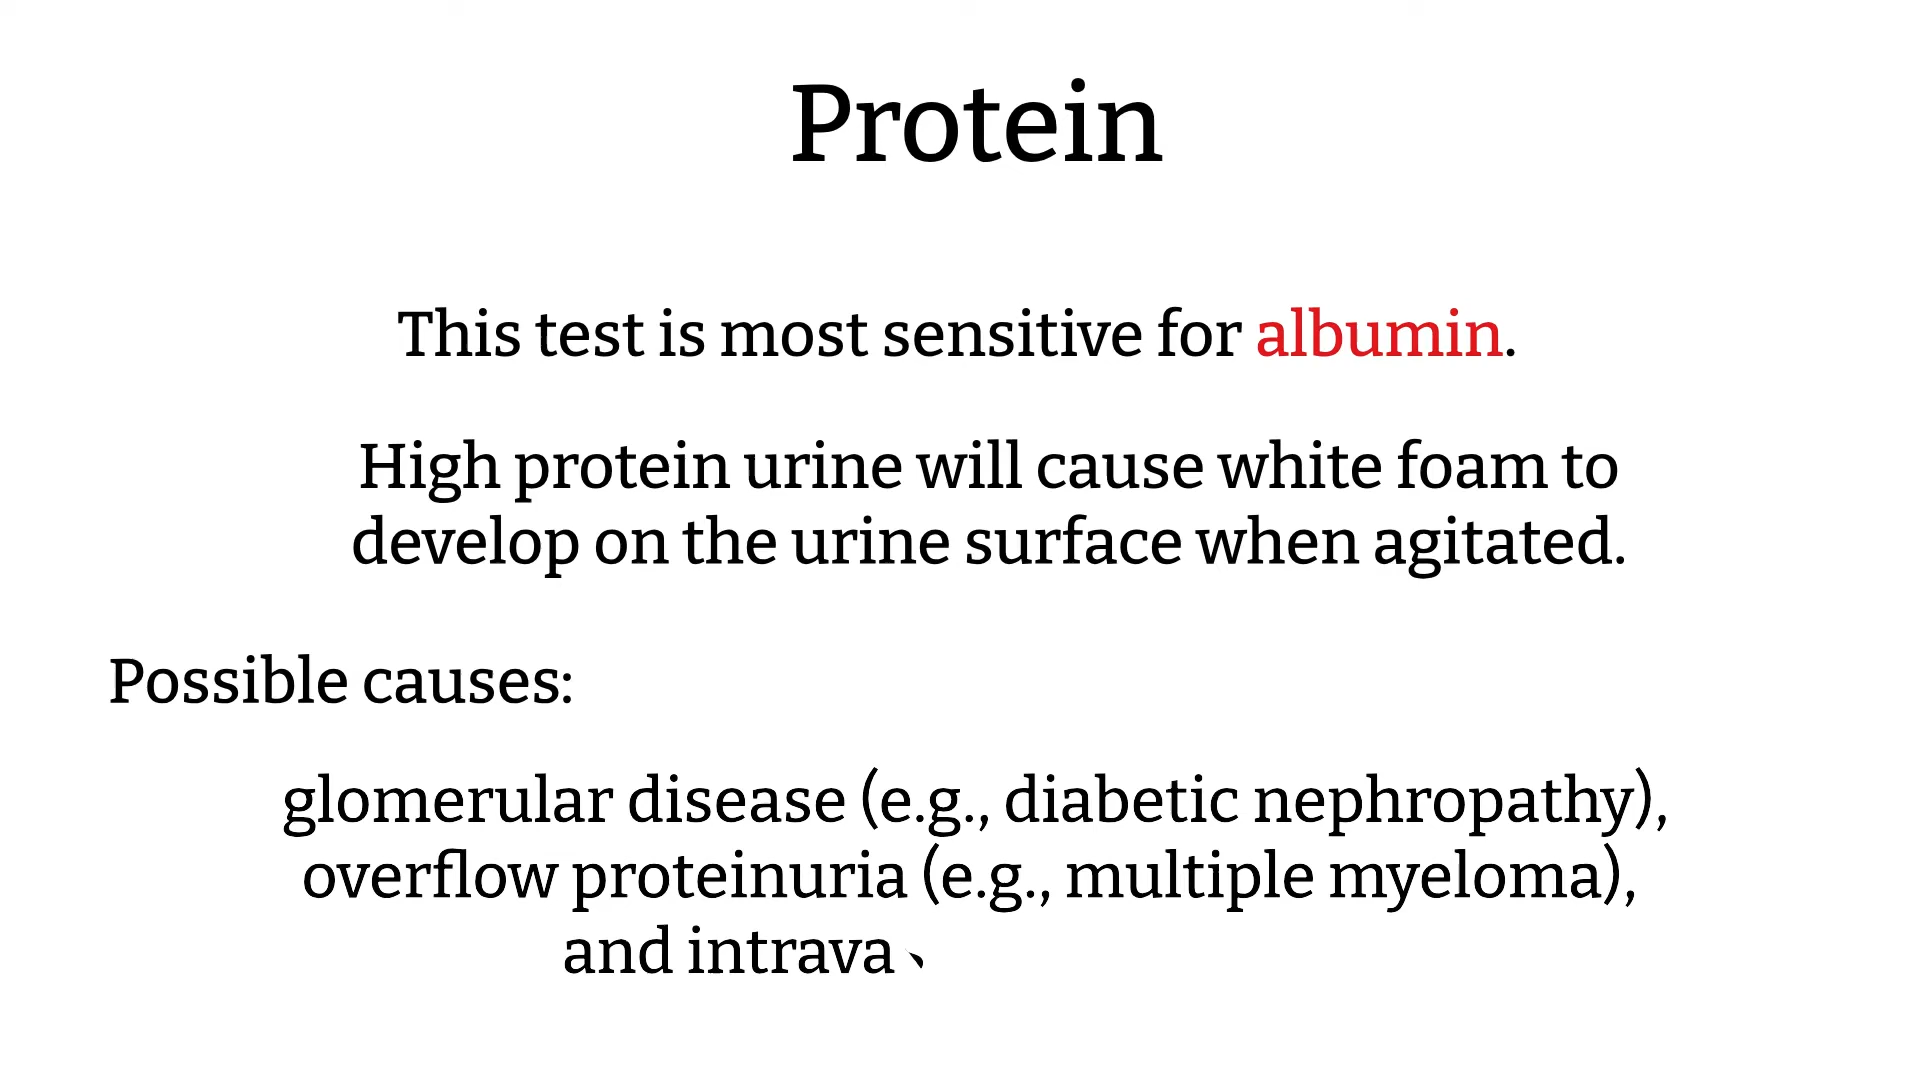 Protein
This test is most sensitive for albumin.
High protein urine will cause white foam to
develop on the urine surface when agitated.
Possible causes:
glomerular disease (e.g., diabetic nephropathy),
overflow proteinuria (e.g., multiple myeloma),
and intrava